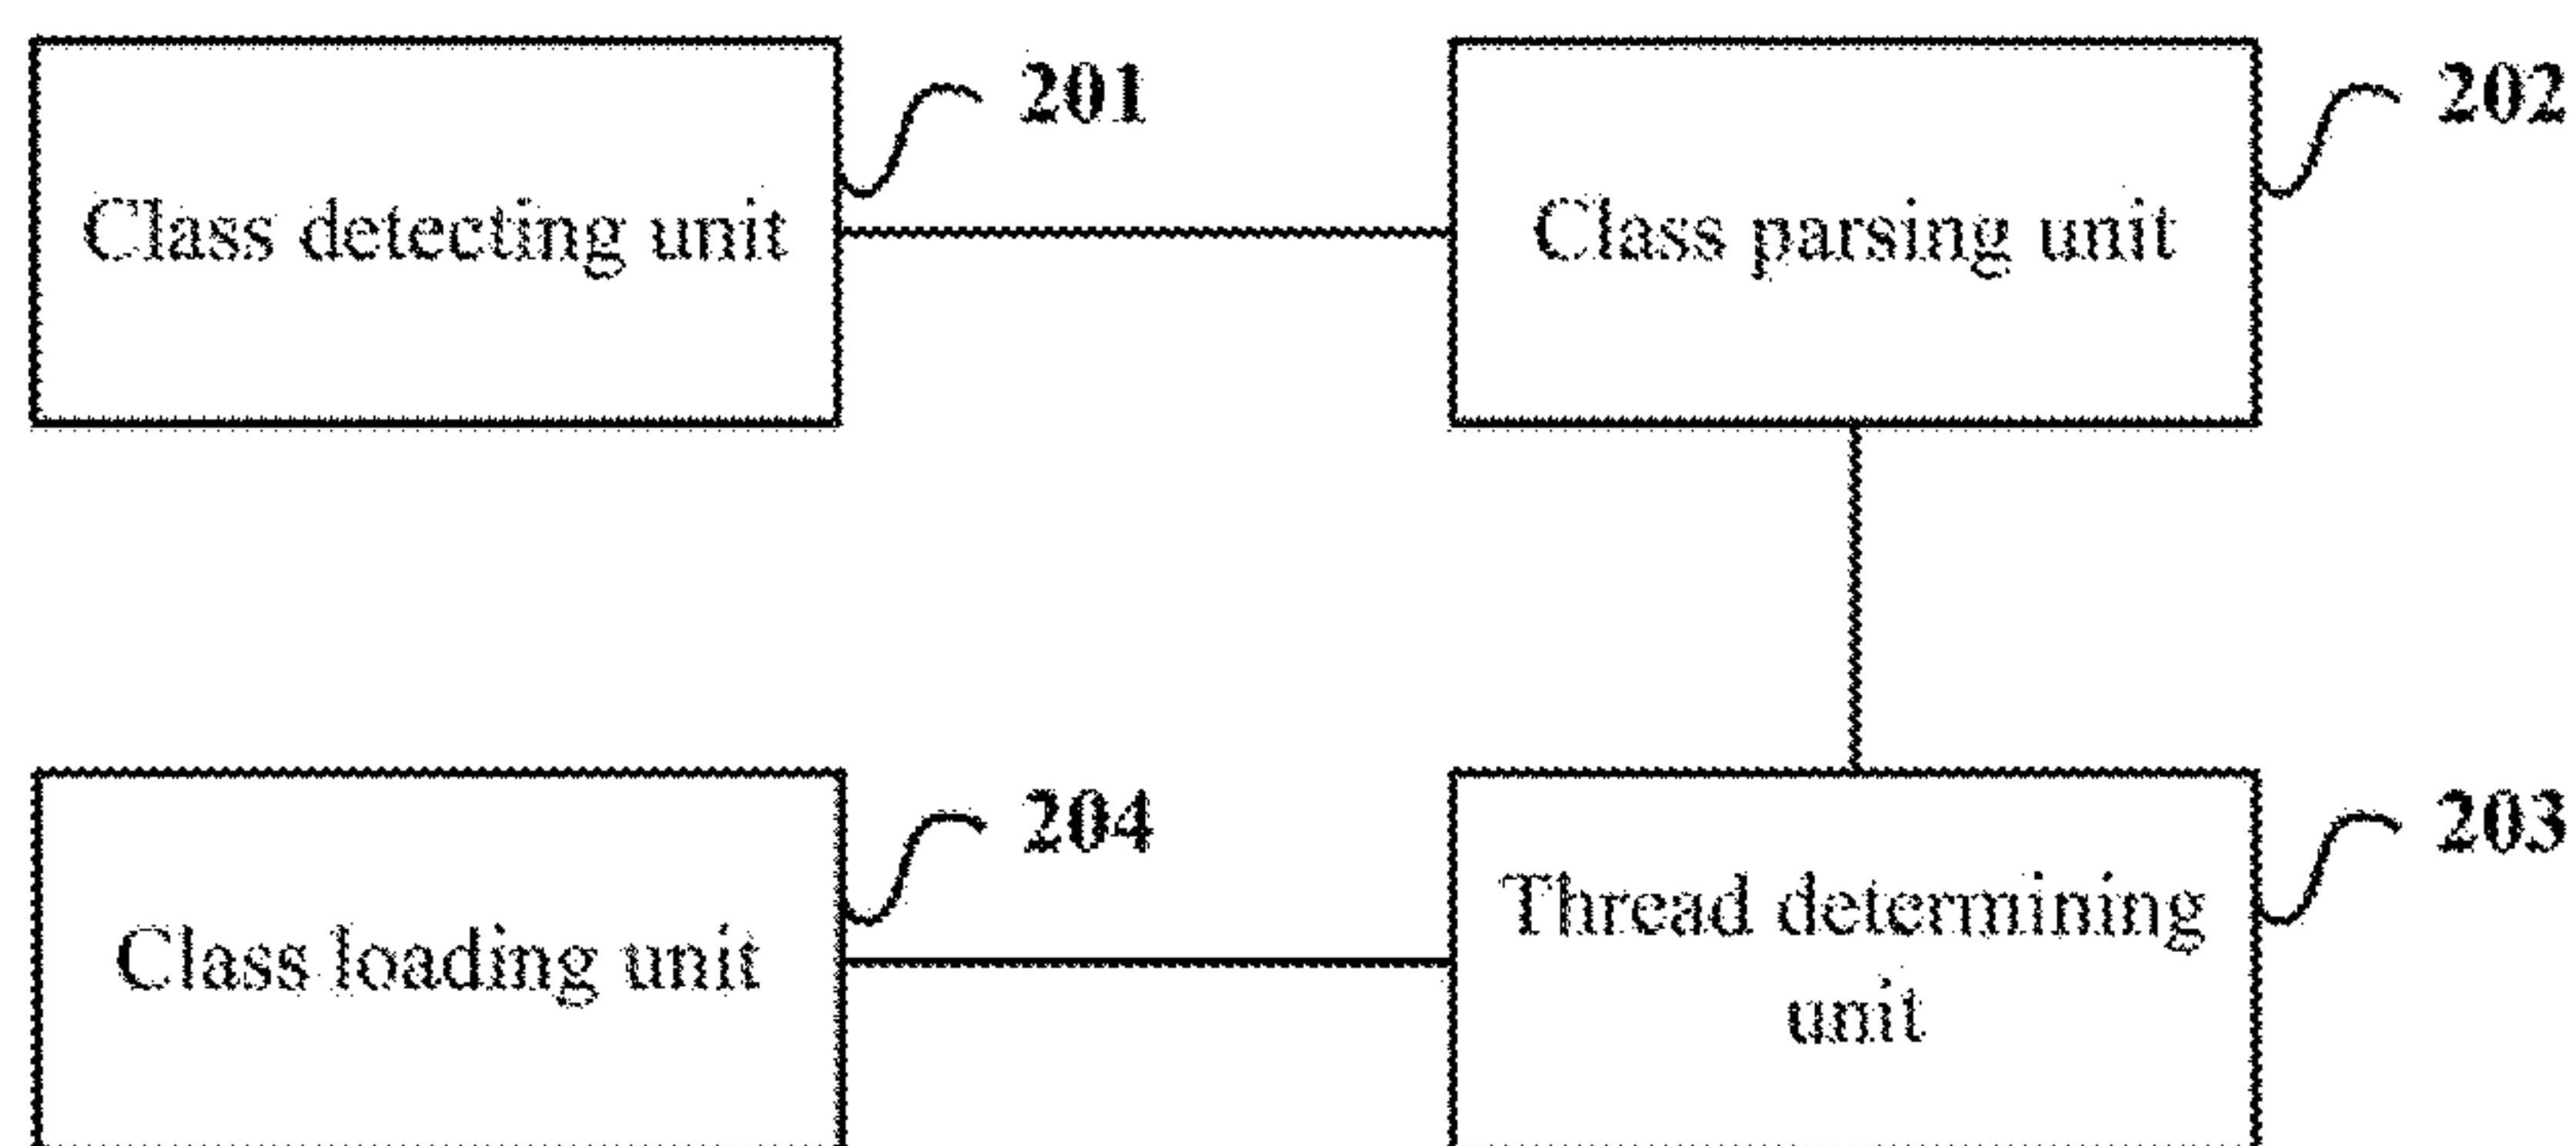 201
202
Class detecting unit
Class parsing unit
204
203
Class loading unit
Thread determining
unit